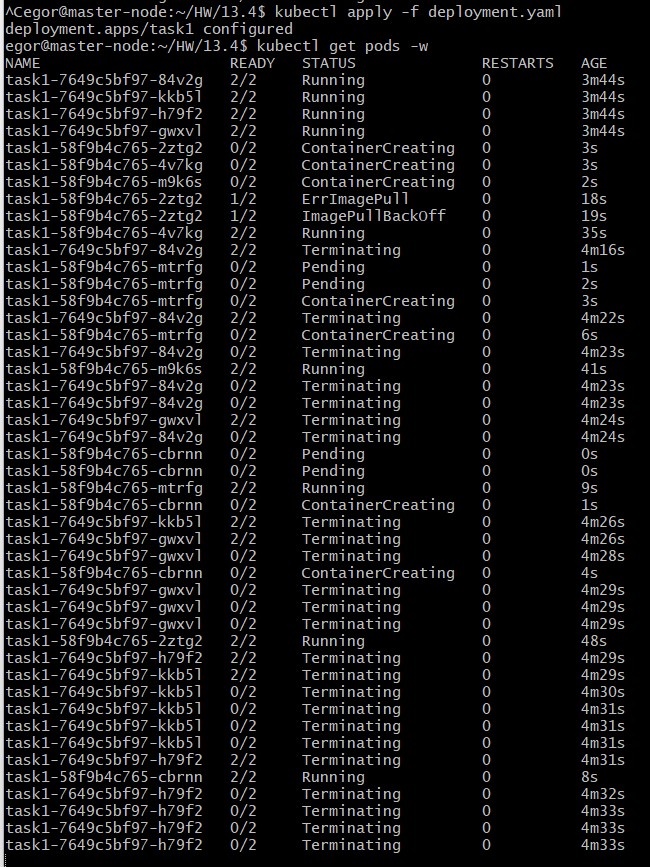 ^Cegor@master-node:~/HW/13.4$ kubectl apply -f deployment.yaml
deployment.apps/task1 configured
egor@master-node:~/HW/13.4$ kubectl get pods -w
NAME READY STATUS RESTARTS AGE
task1-7649c5bf97-84v2g 2/2 Running 0 3m44s
task1-7649c5bf97-kkb5l 2/2 Running 0 3m44s
task1-7649c5bf97-h79f2 2/2 Running 0 3m44s
task1-7649c5bf97-gwxvl 2/2 Running 0 3m44s
task1-58f9b4c765-2ztg2 0/2 ContainerCreating 0 3s
task1-58f9b4c765-4v7kg 0/2 ContainerCreating 0 3s
task1-58f9b4c765-m9k6s 0/2 ContainerCreating 0 2s
task1-58f9b4c765-2ztg2 1/2 ErrImagePull 0 18s
task1-58f9b4c765-2ztg2 1/2 ImagePullBackOff 0 19s
task1-58f9b4c765-4v7kg 2/2 Running 0 35s
task1-7649c5bf97-84v2g 2/2 Terminating 0 4m16s
task1-58f9b4c765-mtrfg 0/2 Pending 0 1s
task1-58f9b4c765-mtrfg 0/2 Pending 0 2s
task1-58f9b4c765-mtrfg 0/2 ContainerCreating 0 3s
task1-7649c5bf97-84v2g 2/2 Terminating 0 4m22s
task1-58f9b4c765-mtrfg 0/2 ContainerCreating 0 6s
task1-7649c5bf97-84v2g 0/2 Terminating 0 4m23s
task1-58f9b4c765-m9k6s 2/2 Running 0 41s
task1-7649c5bf97-84v2g 0/2 Terminating 0 4m23s
task1-7649c5bf97-84v2g 0/2 Terminating 0 4m23s
task1-7649c5bf97-gwxvl 2/2 Terminating 0 4m24s
task1-7649c5bf97-84v2g 0/2 Terminating 0 4m24s
task1-58f9b4c765-cbrnn 0/2 Pending 0 0s
task1-58f9b4c765-cbrnn 0/2 Pending 0 0s
task1-58f9b4c765-mtrfg 2/2 Running 0 9s
task1-58f9b4c765-cbrnn 0/2 ContainerCreating 0 1s
task1-7649c5bf97-kkb5l 2/2 Terminating 0 4m26s
task1-7649c5bf97-gwxvl 2/2 Terminating 0 4m26s
task1-7649c5bf97-gwxvl 0/2 Terminating 0 4m28s
task1-58f9b4c765-cbrnn 0/2 ContainerCreating 0 4s
task1-7649c5bf97-gwxvl 0/2 Terminating 0 4m29s
task1-7649c5bf97-gwxvl 0/2 Terminating 0 4m29s
task1-7649c5bf97-gwxvl 0/2 Terminating 0 4m29s
task1-58f9b4c765-2ztg2 2/2 Running 0 48s
task1-7649c5bf97-h79f2 2/2 Terminating 0 4m29s
task1-7649c5bf97-kkb5l 2/2 Terminating 0 4m29s
task1-7649c5bf97-kkb5l 0/2 Terminating 0 4m30s
task1-7649c5bf97-kkb5l 0/2 Terminating 0 4m31s
task1-7649c5bf97-kkb5l 0/2 Terminating 0 4m31s
task1-7649c5bf97-kkb5l 0/2 Terminating 0 4m31s
task1-7649c5bf97-h79f2 2/2 Terminating 0 4m31s
task1-58f9b4c765-cbrnn 2/2 Running 0 8s
task1-7649c5bf97-h79f2 0/2 Terminating 0 4m32s
task1-7649c5bf97-h79f2 0/2 Terminating 0 4m33s
task1-7649c5bf97-h79f2 0/2 Terminating 0 4m33s
task1-7649c5bf97-h79f2 0/2 Terminating 0 4m33s